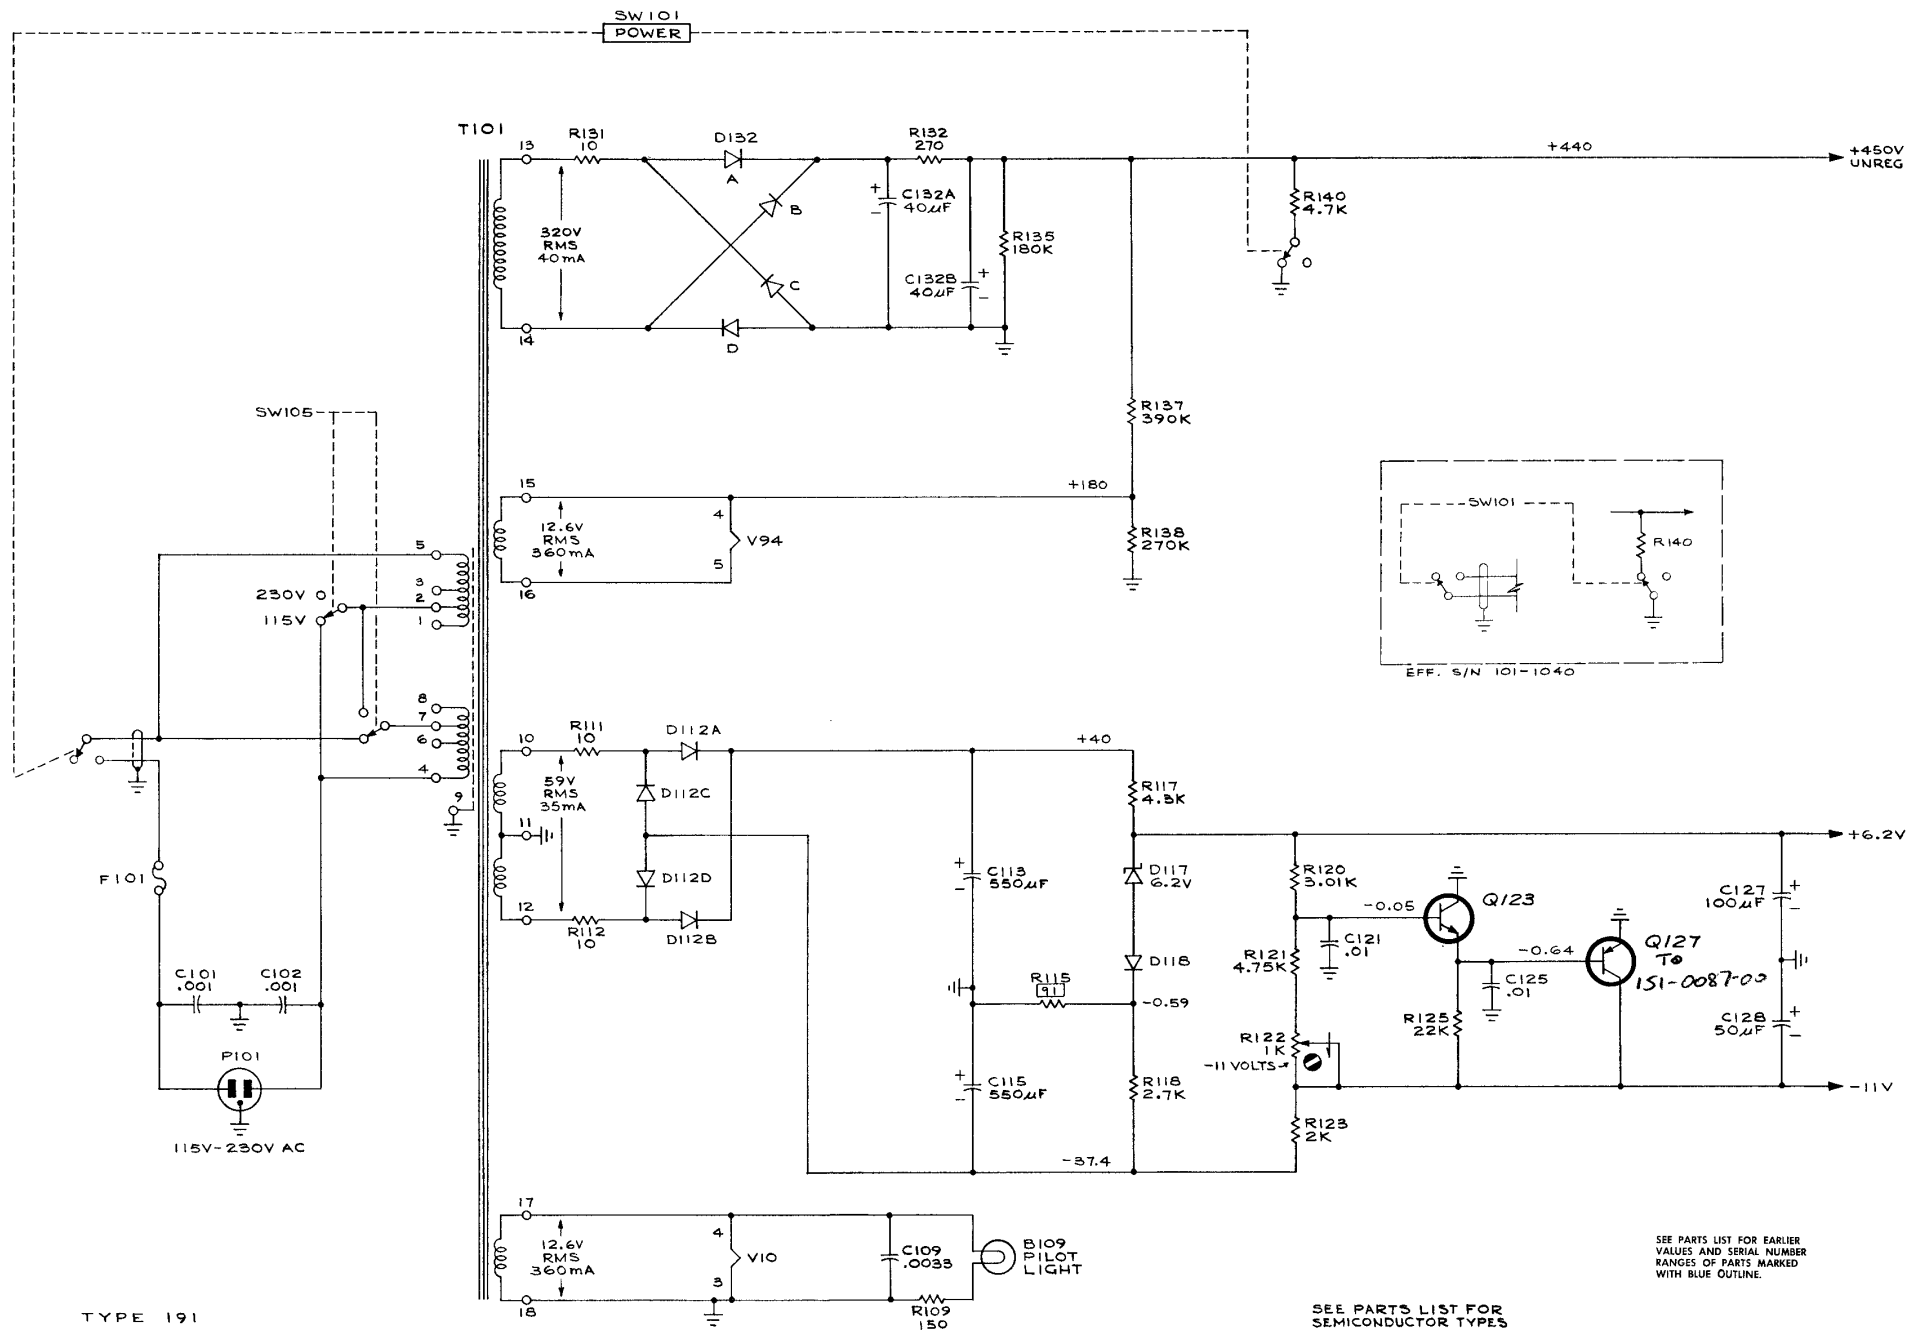 SW101
POWER
T101
13
R131
10
D132
A
B
C
D
320V
RMS
40mA
14
C132A
40µF
R132
270
C132B
40µF
R135
180K
R140
4.7K
+440
+450V
UNREG
R137
390K
SW105
15
12.6V
RMS
360mA
16
4
V94
5
+180
R138
270K
SW101
R140
EFF. S/N 101-1040
5
3
2
1
230V
115V
8
7
6
4
9
F101
C101
.001
C102
.001
P101
115V-230V AC
10
R111
10
D112A
59V
RMS
35mA
D112C
11
D112D
12
R112
10
D112B
+40
C113
550µF
R117
4.3K
D117
6.2V
D118
R115
91
-0.59
C115
550µF
R118
2.7K
-37.4
+6.2V
R120
3.01K
-0.05
Q123
C121
.01
R121
4.75K
-0.64
Q127
TO
151-0087-00
C125
.01
R125
22K
R122
1K
-11 VOLTS
R123
2K
C127
100µF
C128
50µF
-11V
17
12.6V
RMS
360mA
18
4
V10
3
C109
.0033
R109
150
B109
PILOT
LIGHT
TYPE 191
SEE PARTS LIST FOR EARLIER
VALUES AND SERIAL NUMBER
RANGES OF PARTS MARKED
WITH BLUE OUTLINE.
SEE PARTS LIST FOR
SEMICONDUCTOR TYPES